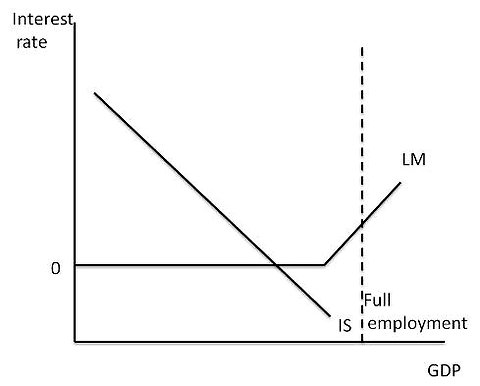 Interest
rate
LM
0
Full
employment
IS
GDP